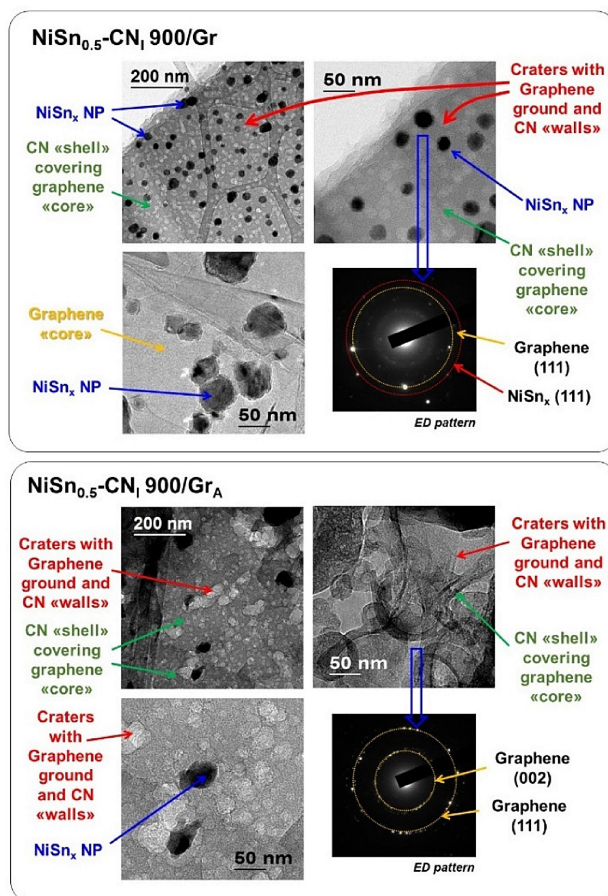 NiSn0.5-CNI 900/Gr
200 nm
50 nm
Craters with
Graphene
ground and
CN «walls»
NiSnx NP
CN «shell»
covering
graphene
«core»
NiSnx NP
CN «shell»
covering
graphene
«core»
Graphene
«core»
NiSnx NP
50 nm
Graphene
(111)
NiSnx (111)
ED pattern
NiSn0.5-CNI 900/GrA
200 nm
Craters with
Graphene
ground and
CN «walls»
CN «shell»
covering
graphene
«core»
50 nm
Craters with
Graphene
ground and
CN «walls»
CN «shell»
covering
graphene
«core»
Craters
with
Graphene
ground
and CN
«walls»
NiSnx NP
50 nm
Graphene
(002)
Graphene
(111)
ED pattern